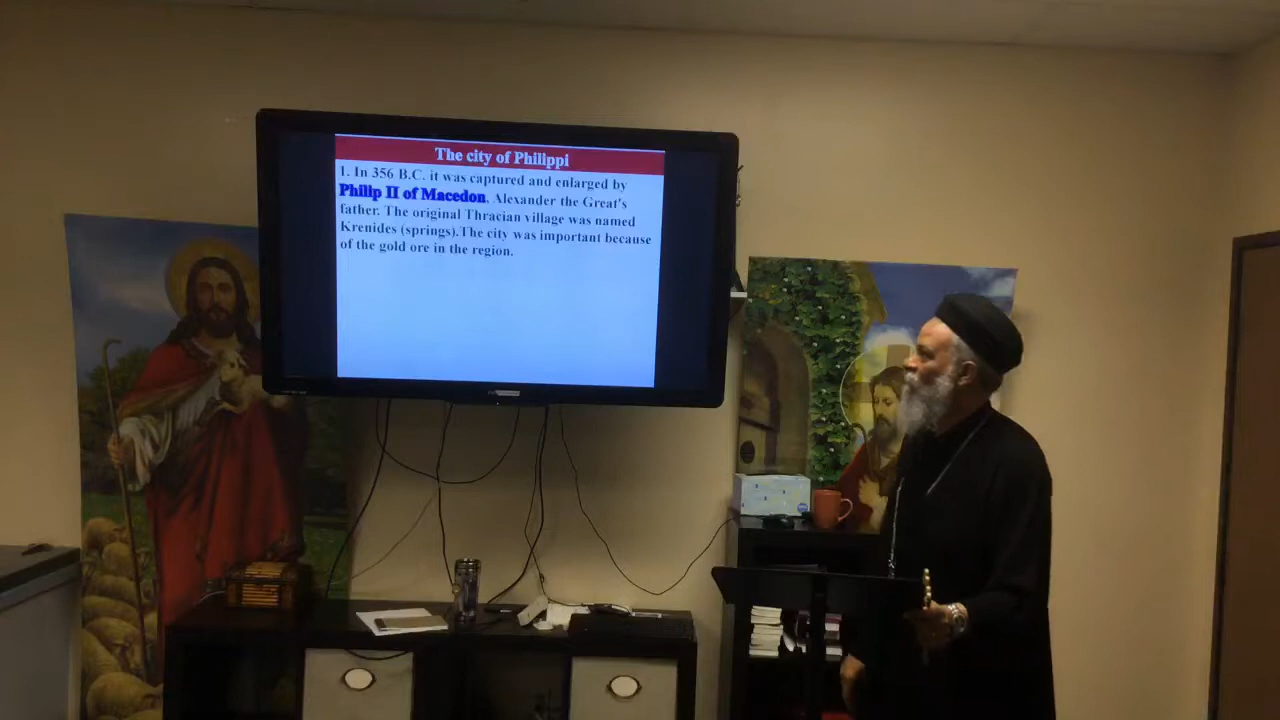 The city of Philippi
1. In 356 B.C. it was captured and enlarged by
Philip II of Macedon, Alexander the Great's
father. The original Thracian village was named
Krenides (springs).The city was important because
of the gold ore in the region.